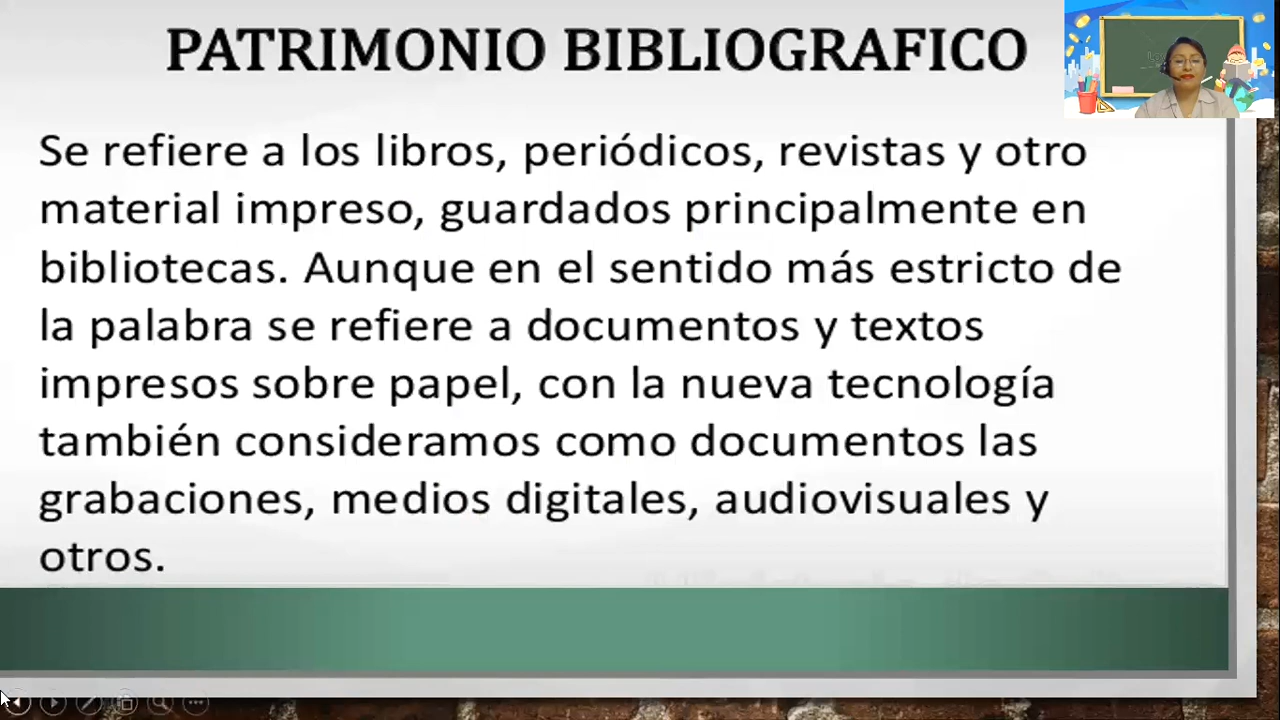 PATRIMONIO BIBLIOGRAFICO
Se refiere a los libros, periódicos, revistas y otro
material impreso, guardados principalmente en
bibliotecas. Aunque en el sentido más estricto de
la palabra se refiere a documentos y textos
impresos sobre papel, con la nueva tecnología
también consideramos como documentos las
grabaciones, medios digitales, audiovisuales y
otros.